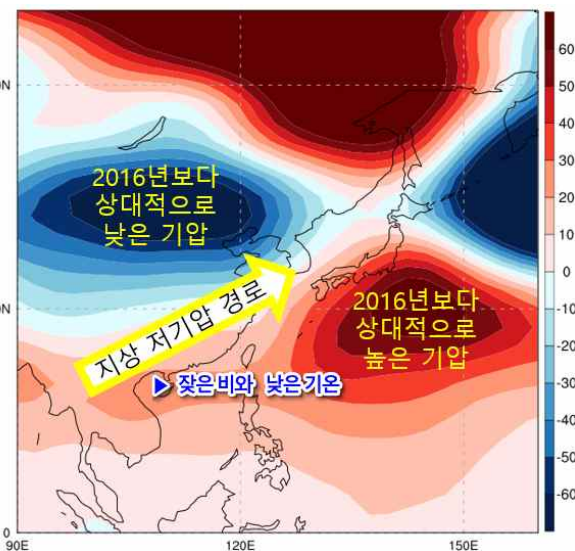 2016년보다
상대적으로
낮은 기압
지상 저기압 경로
2016년보다
상대적으로
높은 기압
▶ 잦은 비와 낮은 기온
60
50
40
30
20
10
0
-10
-20
-30
-40
-50
-60
N
N
0
90E
120E
150E